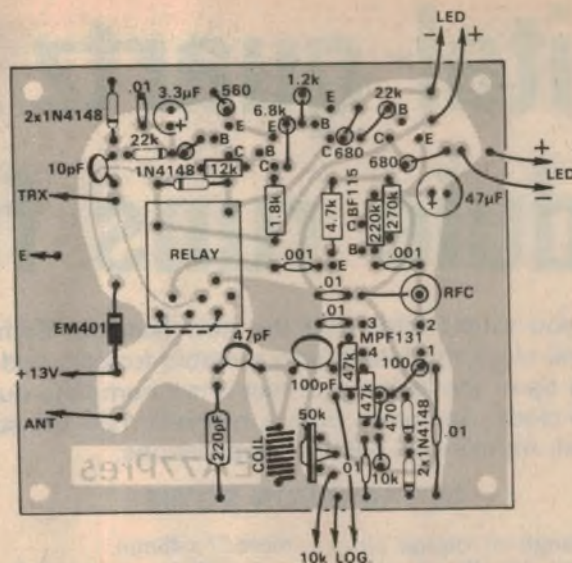 LED
− +
2x1N4148
.01
3.3µF
560
1.2k
6.8k
22k
+
E
E
B
B
B
E
22k
B
C
B
C
680
C
680
+
LED
−
10pF
1N4148
12k
C
TRX
1.8k
4.7k
C
BF115
220k
270k
+
47µF
RELAY
E
B
.001
E
.001
.01
RFC
EM401
.01
3
2
47pF
MPF131
+13V
4
1
100pF
47k
100
47k
470
ANT
220pF
COIL
50k
2x1N4148
.01
.01
10k
10k LOG.